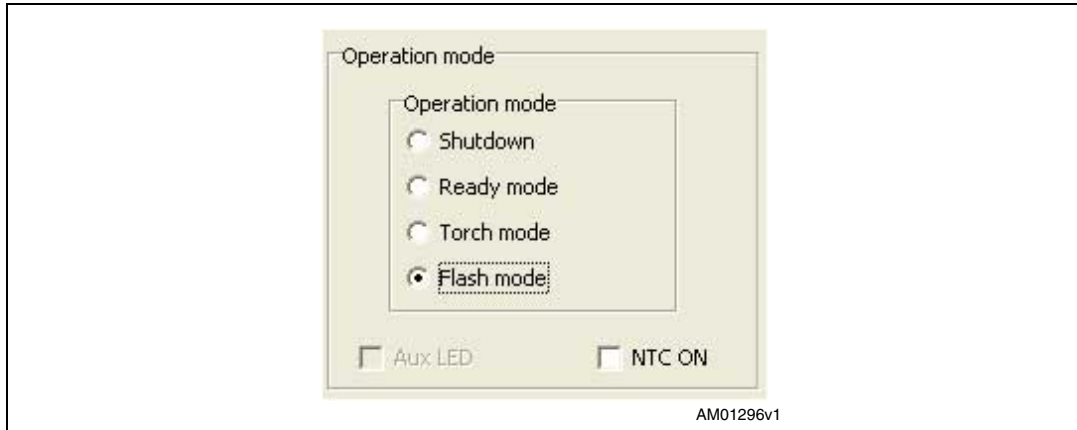 Operation mode
Operation mode
Shutdown
Ready mode
Torch mode
Flash mode
Aux LED
NTC ON
AM01296v1